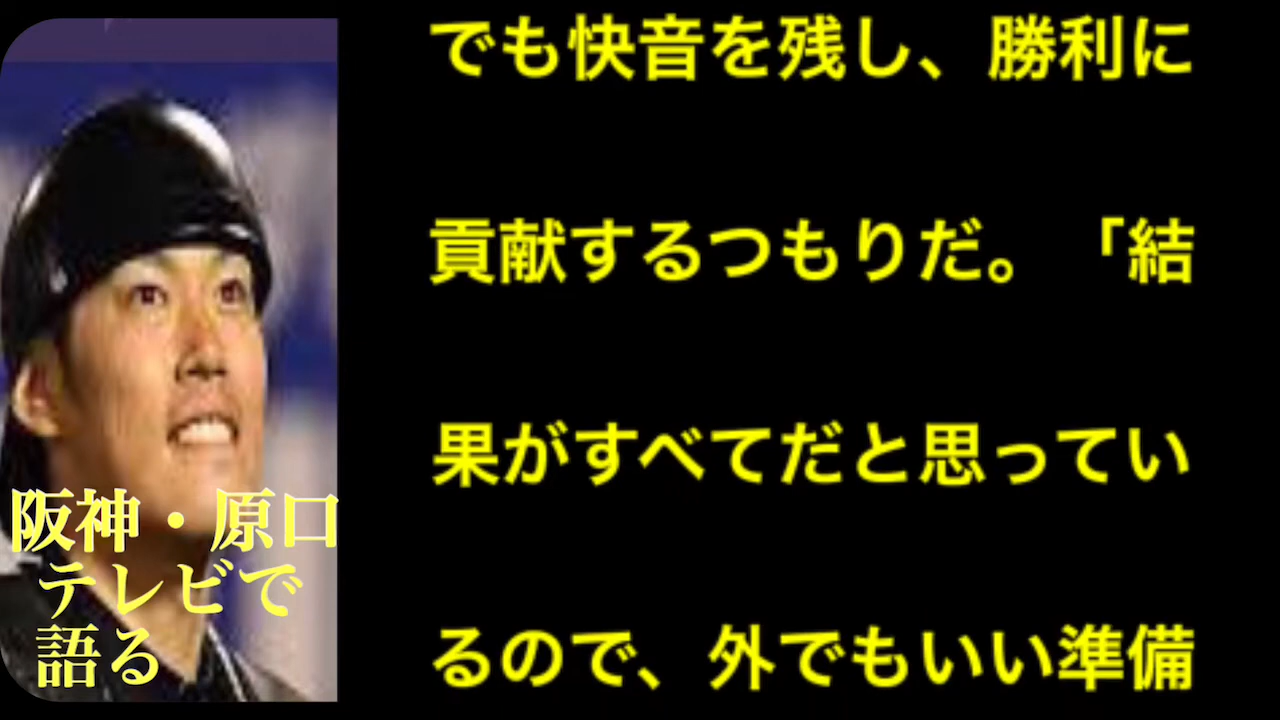 でも快音を残し、勝利に
貢献するつもりだ。「結
果がすべてだと思ってい
るので、外でもいい準備
阪神・原口
テレビで
語る